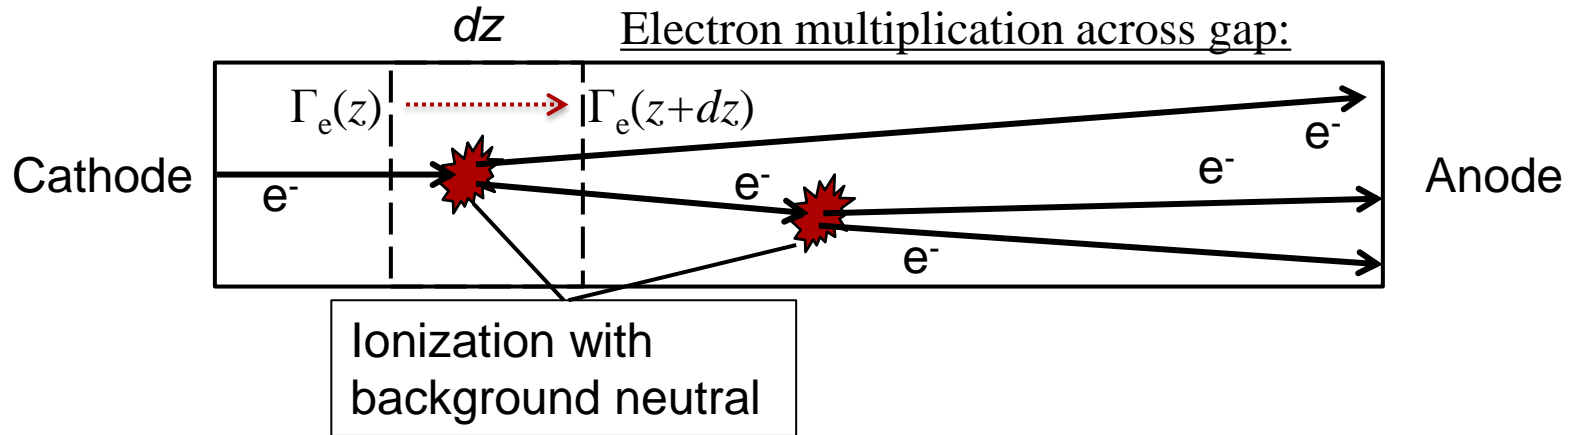 dz
Electron multiplication across gap:
Γe(z)
Γe(z+dz)
e-
Cathode
e-
e-
e-
Anode
e-
Ionization with
background neutral